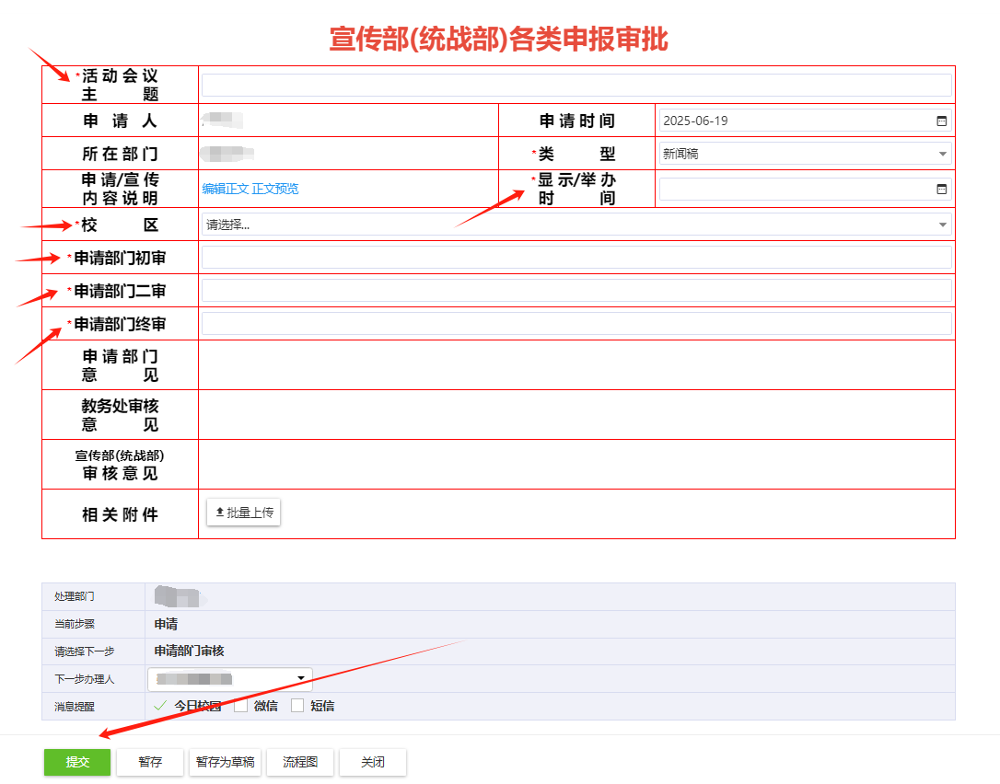 宣传部(统战部)各类申报审批
*活动会议
主题
申请人
申请时间 2025-06-19
所在部门
*类型 新闻稿
申请/宣传
内容说明
编辑正文 正文预览
*显示/举办
时间
*校区 请选择...
*申请部门初审
*申请部门二审
*申请部门终审
申请部门
意见
教务处审核
意见
宣传部(统战部)
审核意见
相关附件 批量上传
处理部门
当前步骤 申请
请选择下一步 申请部门审核
下一步办理人
消息提醒 今日校园 微信 短信
提交 暂存 暂存为草稿 流程图 关闭